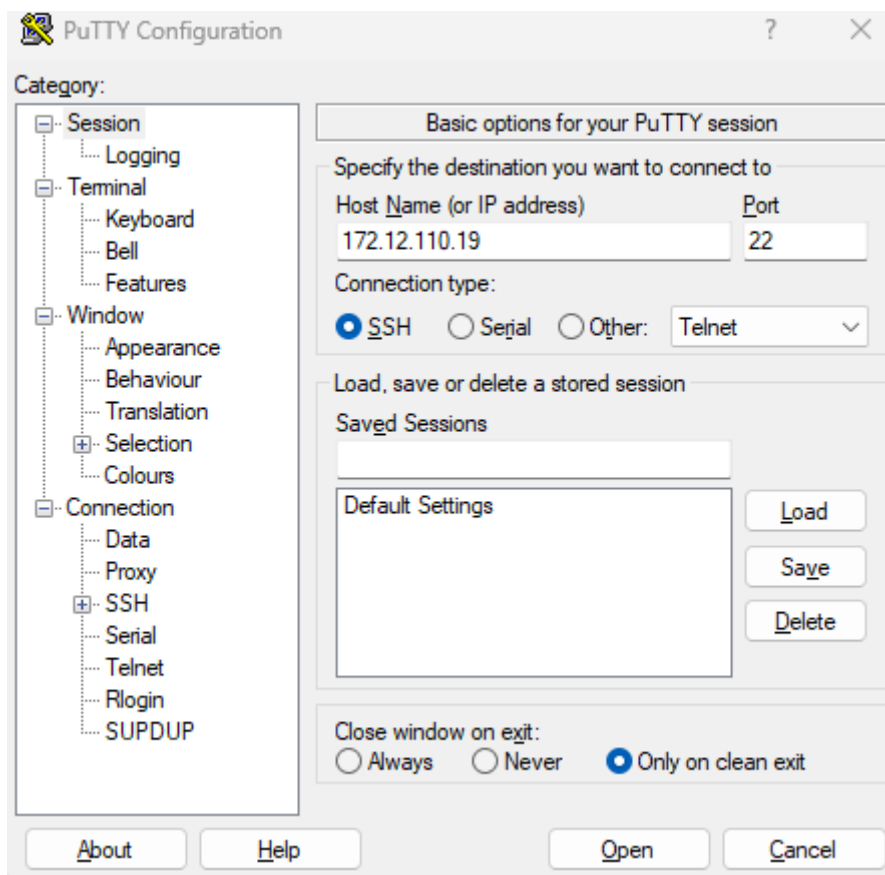 PuTTY Configuration
?
Category:
Session
Logging
Terminal
Keyboard
Bell
Features
Window
Appearance
Behaviour
Translation
Selection
Colours
Connection
Data
Proxy
SSH
Serial
Telnet
Rlogin
SUPDUP
Basic options for your PuTTY session
Specify the destination you want to connect to
Host Name (or IP address) Port
172.12.110.19 22
Connection type:
SSH Serial Other: Telnet
Load, save or delete a stored session
Saved Sessions
Default Settings
Load
Save
Delete
Close window on exit:
Always Never Only on clean exit
About Help Open Cancel